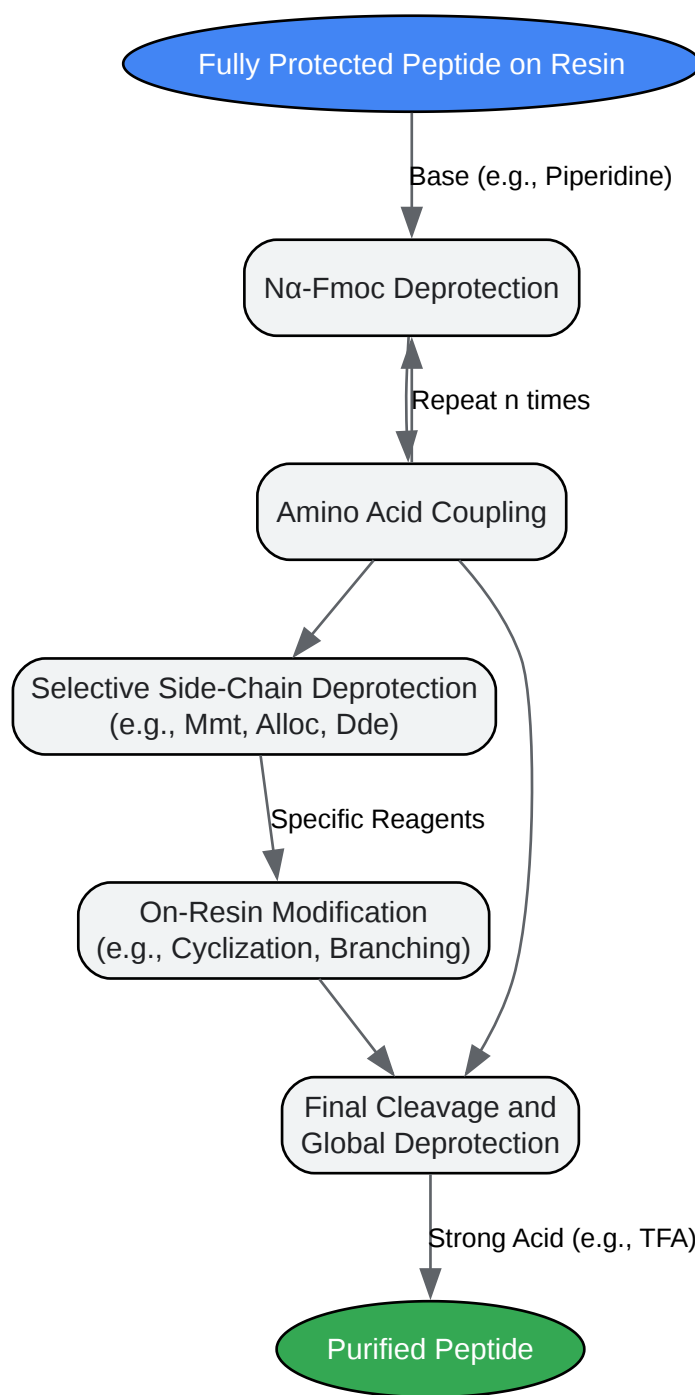 Fully Protected Peptide on Resin
Base (e.g., Piperidine)
Nα-Fmoc Deprotection
Repeat n times
Amino Acid Coupling
Selective Side-Chain Deprotection
(e.g., Mmt, Alloc, Dde)
Specific Reagents
On-Resin Modification
(e.g., Cyclization, Branching)
Final Cleavage and
Global Deprotection
Strong Acid (e.g., TFA)
Purified Peptide